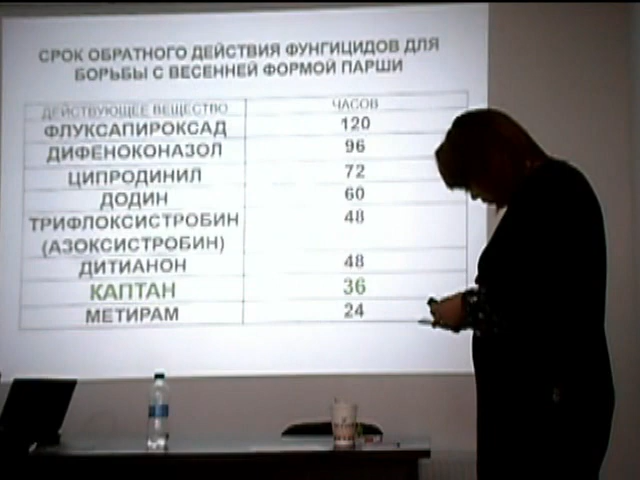 СРОК ОБРАТНОГО ДЕЙСТВИЯ ФУНГИЦИДОВ ДЛЯ
БОРЬБЫ С ВЕСЕННЕЙ ФОРМОЙ ПАРШИ
ДЕЙСТВУЮЩЕЕ ВЕЩЕСТВО ЧАСОВ
ФЛУКСАПИРОКСАД 120
ДИФЕНОКОНАЗОЛ 96
ЦИПРОДИНИЛ 72
ДОДИН 60
ТРИФЛОКСИСТРОБИН 48
(АЗОКСИСТРОБИН)
ДИТИАНОН 48
КАПТАН 36
МЕТИРАМ 24